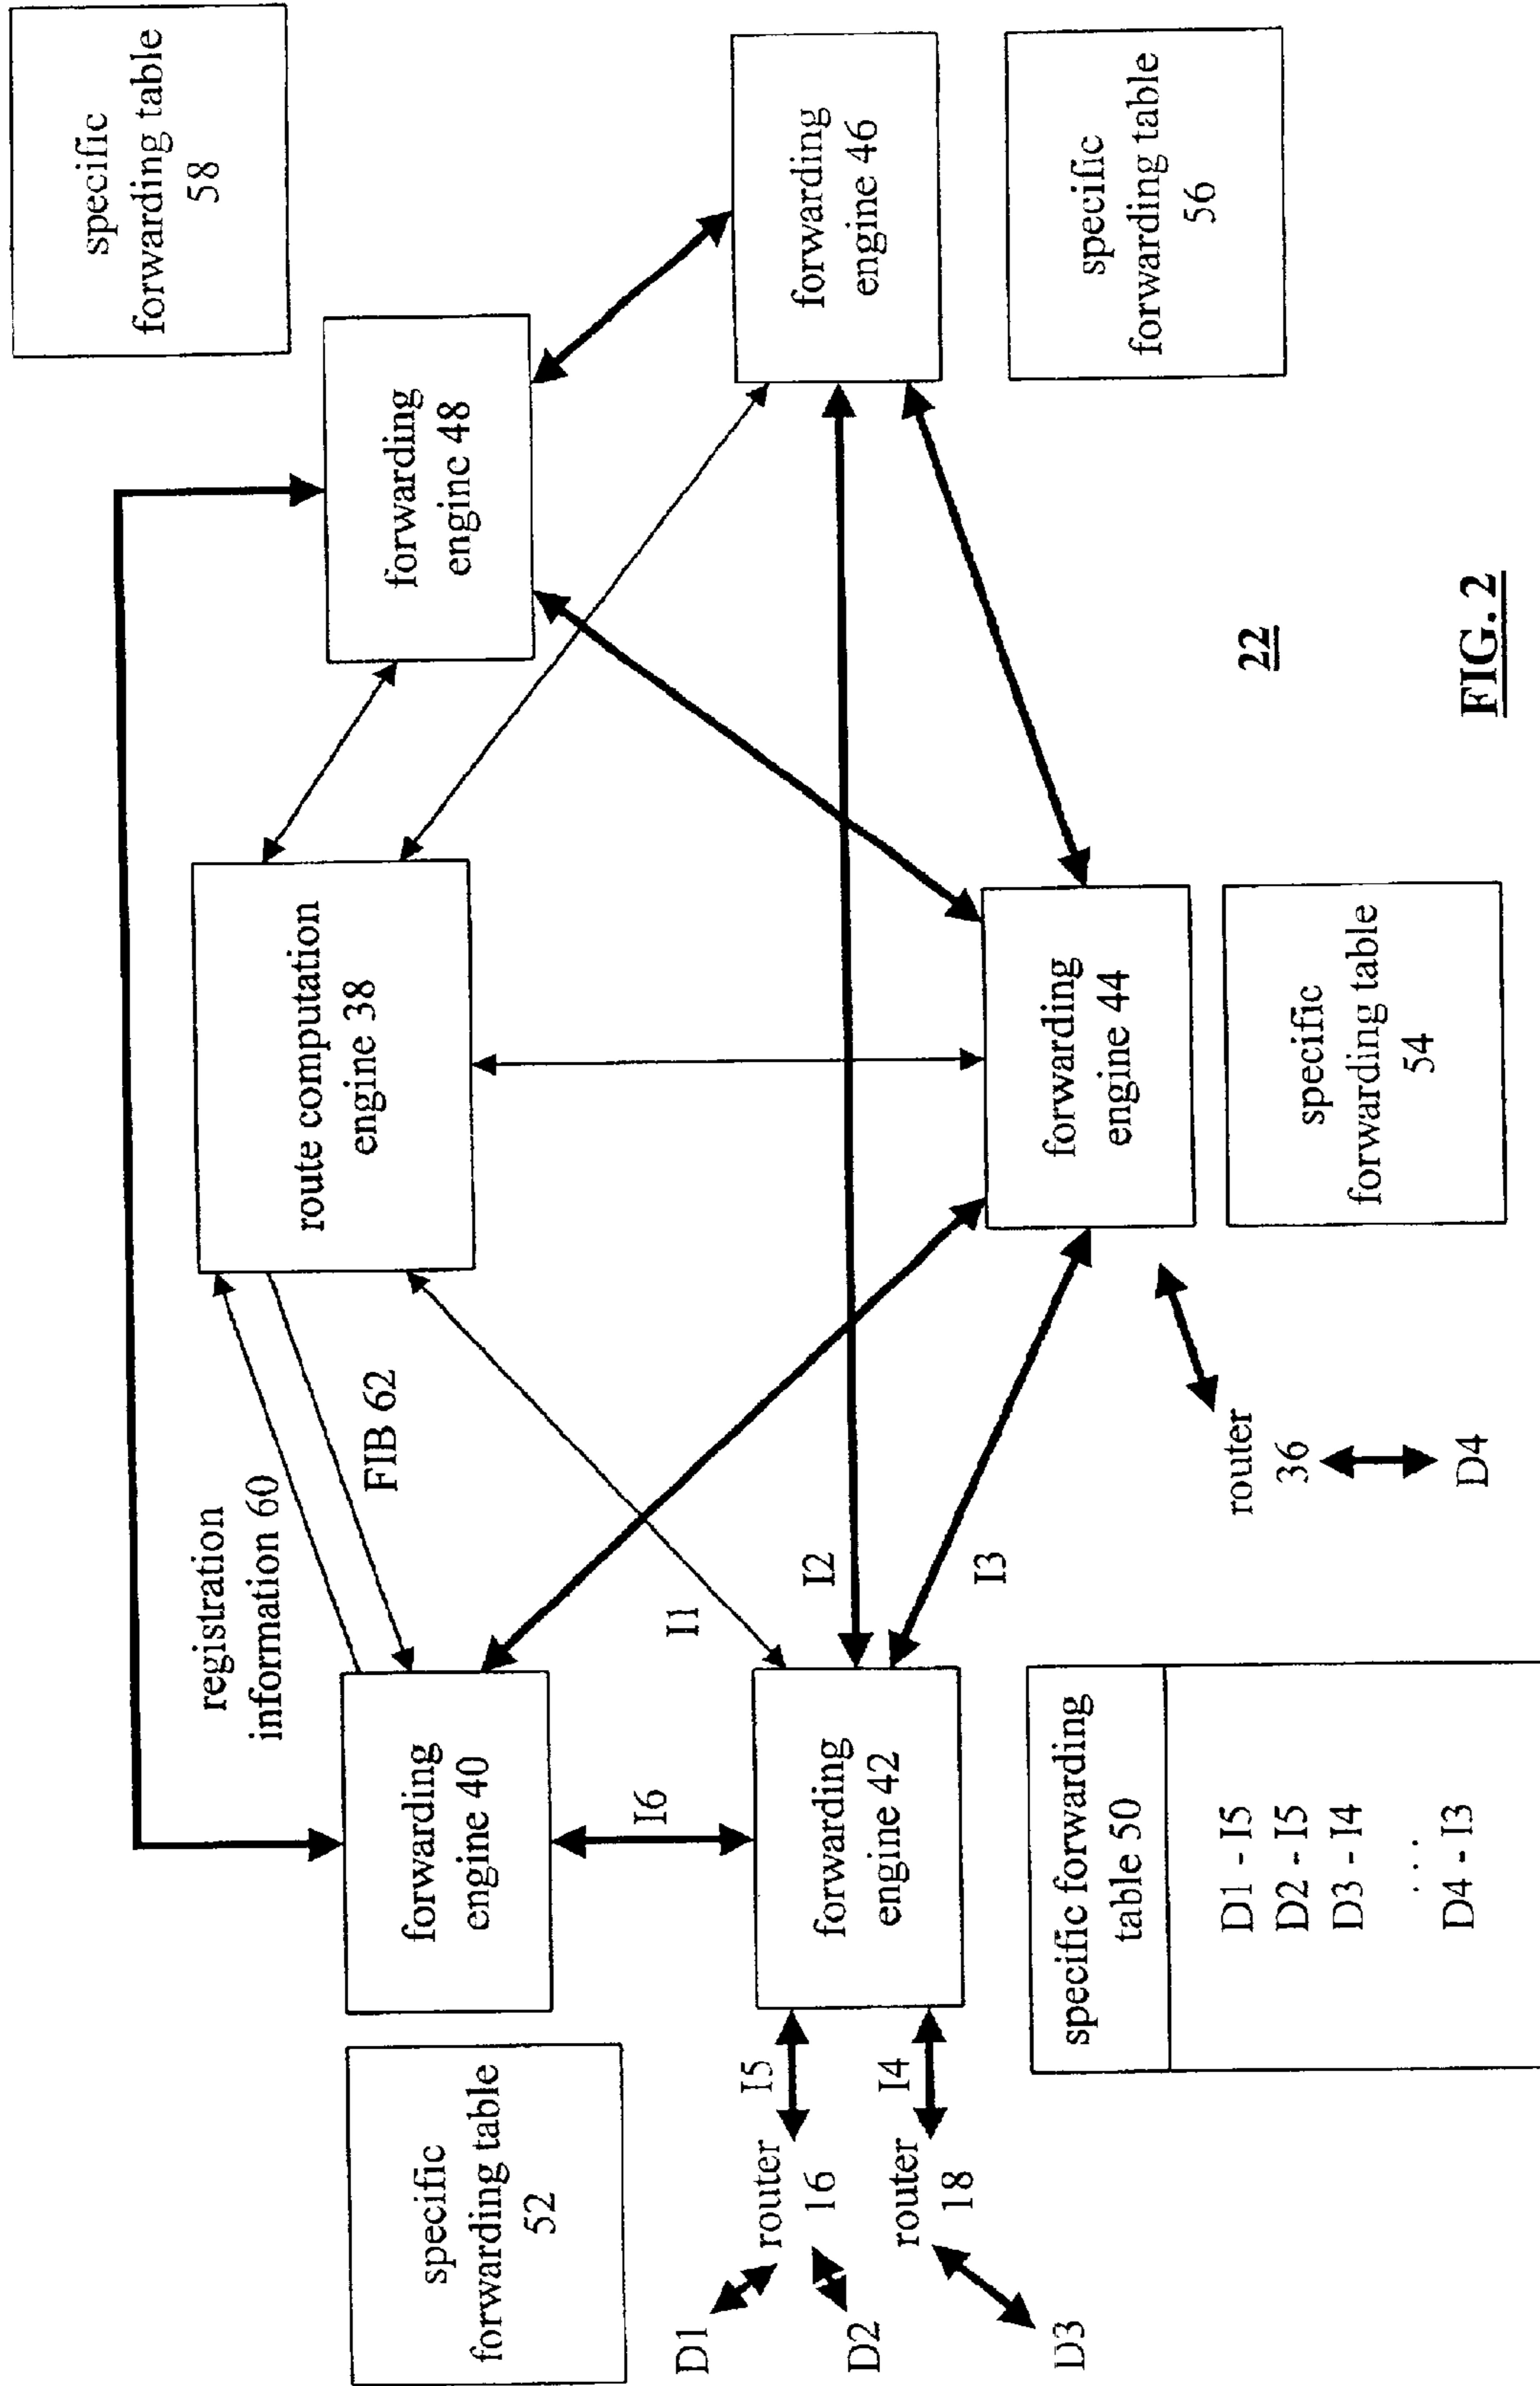 specific
forwarding table
52
D1
D2
D3
router
16
router
18
I5
I4
forwarding
engine 40
I6
forwarding
engine 42
specific forwarding
table 50
D1 - I5
D2 - I5
D3 - I4
. . .
D4 - I3
registration
information 60
FIB 62
I1
I2
I3
router
36
D4
route computation
engine 38
forwarding
engine 44
specific
forwarding table
54
forwarding
engine 48
specific
forwarding table
58
forwarding
engine 46
specific
forwarding table
56
22
FIG. 2